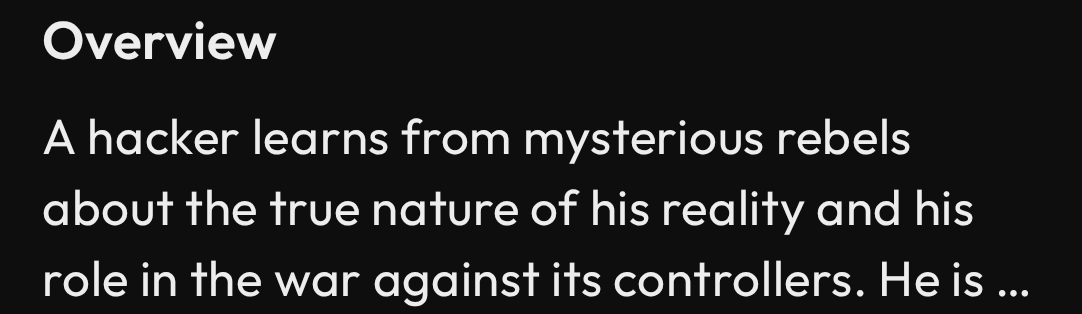 Overview
A hacker learns from mysterious rebels
about the true nature of his reality and his
role in the war against its controllers. He is ...